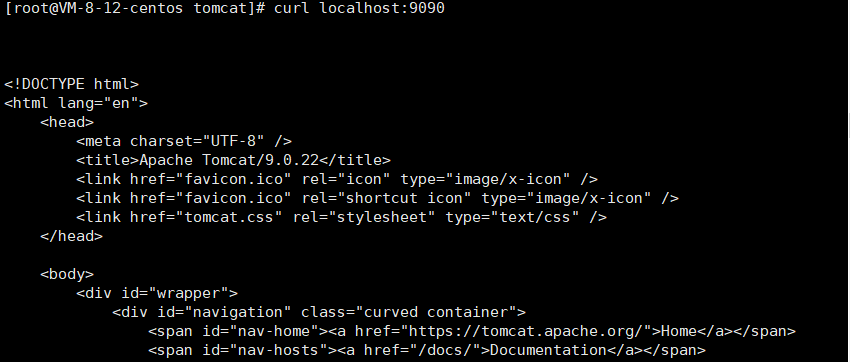 [root@VM-8-12-centos tomcat]# curl localhost:9090
<!DOCTYPE html>
<html lang="en">
    <head>
        <meta charset="UTF-8" />
        <title>Apache Tomcat/9.0.22</title>
        <link href="favicon.ico" rel="icon" type="image/x-icon" />
        <link href="favicon.ico" rel="shortcut icon" type="image/x-icon" />
        <link href="tomcat.css" rel="stylesheet" type="text/css" />
    </head>
    <body>
        <div id="wrapper">
            <div id="navigation" class="curved container">
                <span id="nav-home"><a href="https://tomcat.apache.org/">Home</a></span>
                <span id="nav-hosts"><a href="/docs/">Documentation</a></span>